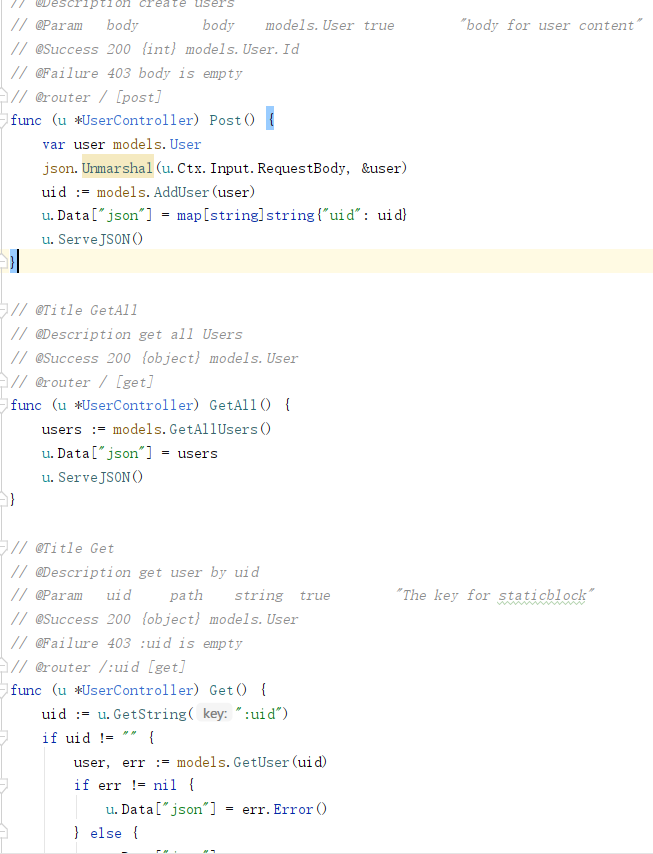 // @Description create users
// @Param   body        body    models.User true        "body for user content"
// @Success 200 {int} models.User.Id
// @Failure 403 body is empty
// @router / [post]
func (u *UserController) Post() {
    var user models.User
    json.Unmarshal(u.Ctx.Input.RequestBody, &user)
    uid := models.AddUser(user)
    u.Data["json"] = map[string]string{"uid": uid}
    u.ServeJSON()
}
// @Title GetAll
// @Description get all Users
// @Success 200 {object} models.User
// @router / [get]
func (u *UserController) GetAll() {
    users := models.GetAllUsers()
    u.Data["json"] = users
    u.ServeJSON()
}
// @Title Get
// @Description get user by uid
// @Param   uid     path    string  true        "The key for staticblock"
// @Success 200 {object} models.User
// @Failure 403 :uid is empty
// @router /:uid [get]
func (u *UserController) Get() {
    uid := u.GetString( key: ":uid")
    if uid != "" {
        user, err := models.GetUser(uid)
        if err != nil {
            u.Data["json"] = err.Error()
        } else {